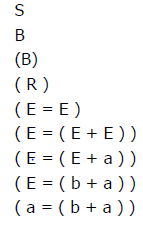 S
B
(B)
( R )
( E = E )
( E = ( E + E ) )
( E = ( E + a ) )
( E = ( b + a ) )
( a = ( b + a ) )